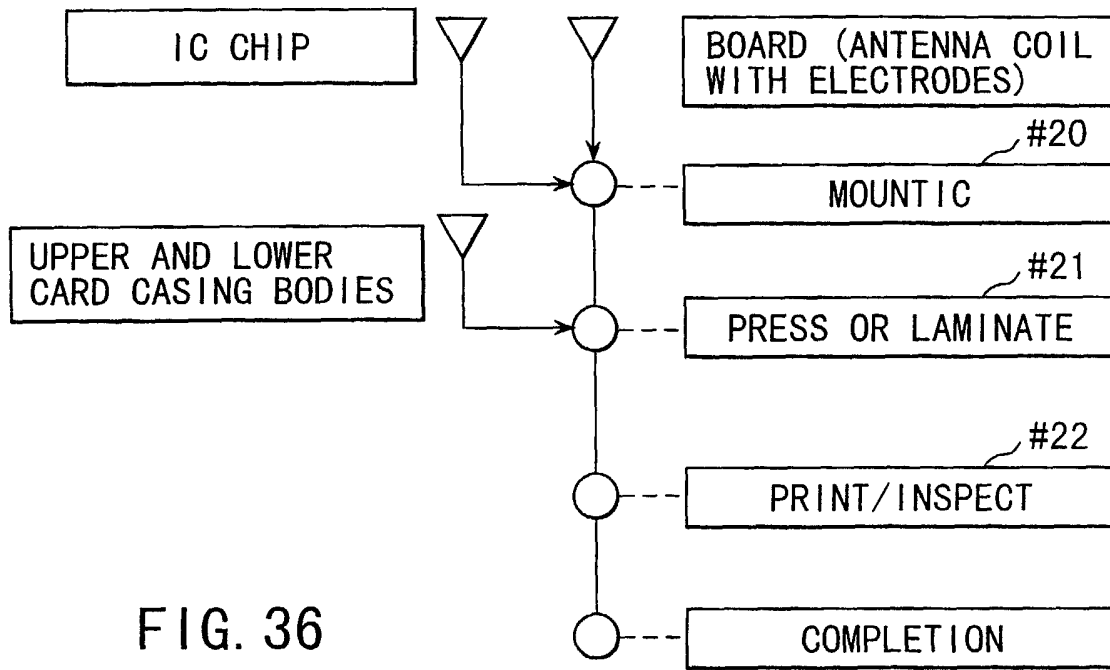 IC CHIP
BOARD (ANTENNA COIL
WITH ELECTRODES)
#20
MOUNTIC
UPPER AND LOWER
CARD CASING BODIES
#21
PRESS OR LAMINATE
#22
PRINT/INSPECT
COMPLETION
FIG. 36